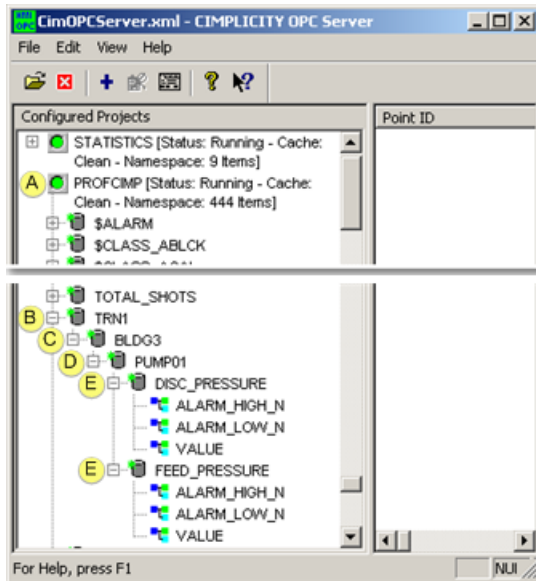 CimOPCServer.xml - CIMPLICITY OPC Server
File Edit View Help
Configured Projects
Point ID
STATISTICS [Status: Running - Cache:
Clean - Namespace: 9 Items]
A PROFCIMP [Status: Running - Cache:
Clean - Namespace: 444 Items]
$ALARM
$CLASS_ABLCK
TOTAL_SHOTS
B TRN1
C BLDG3
D PUMP01
E DISC_PRESSURE
ALARM_HIGH_N
ALARM_LOW_N
VALUE
E FEED_PRESSURE
ALARM_HIGH_N
ALARM_LOW_N
VALUE
For Help, press F1
NUI